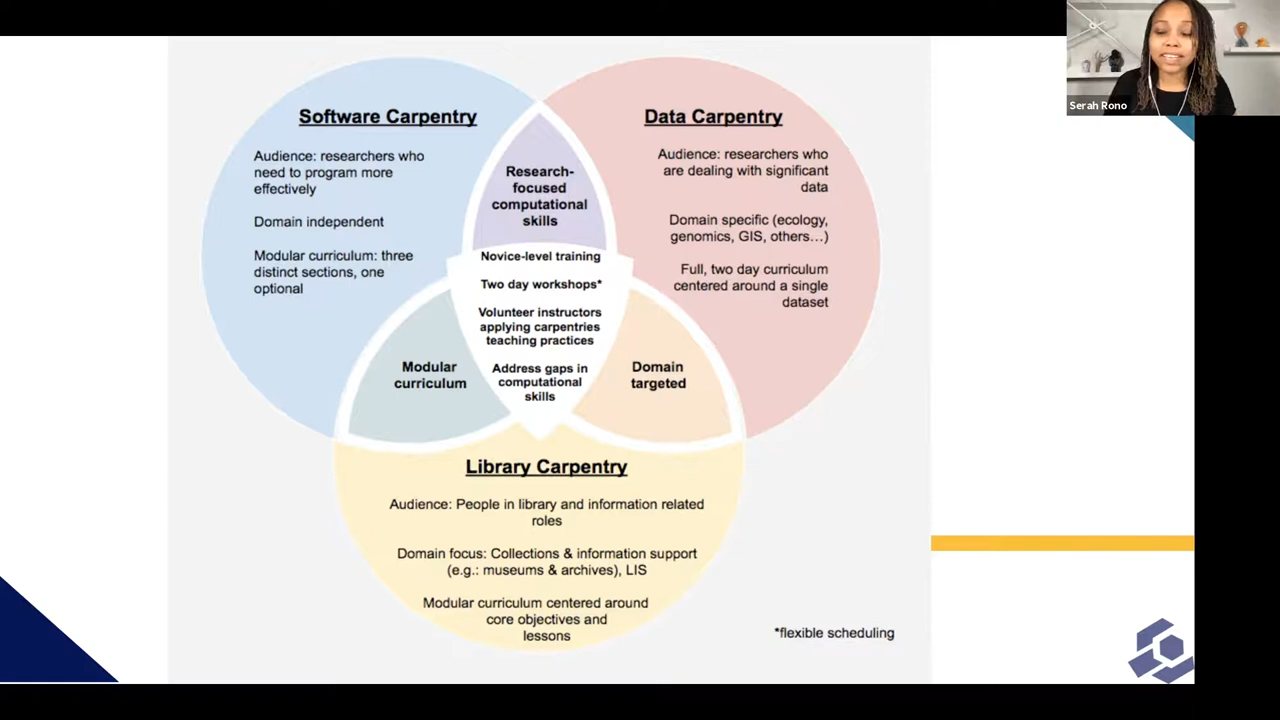 Software Carpentry
Audience: researchers who
need to program more
effectively
Domain independent
Modular curriculum: three
distinct sections, one
optional
Data Carpentry
Audience: researchers who
are dealing with significant
data
Domain specific (ecology,
genomics, GIS, others...)
Full, two day curriculum
centered around a single
dataset
Research-
focused
computational
skills
Novice-level training
Two day workshops*
Volunteer instructors
applying carpentries
teaching practices
Address gaps in
computational
skills
Modular
curriculum
Domain
targeted
Library Carpentry
Audience: People in library and information related
roles
Domain focus: Collections & information support
(e.g.: museums & archives), LIS
Modular curriculum centered around
core objectives and
lessons
*flexible scheduling
Serah Rono